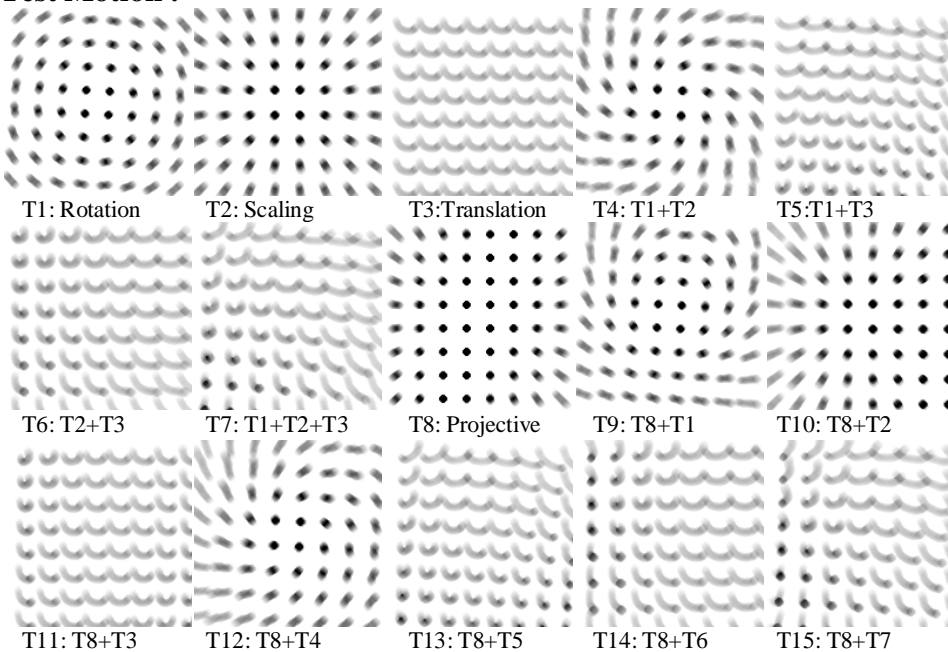 T1: Rotation T2: Scaling T3:Translation T4: T1+T2 T5:T1+T3
T6: T2+T3 T7: T1+T2+T3 T8: Projective T9: T8+T1 T10: T8+T2
T11: T8+T3 T12: T8+T4 T13: T8+T5 T14: T8+T6 T15: T8+T7